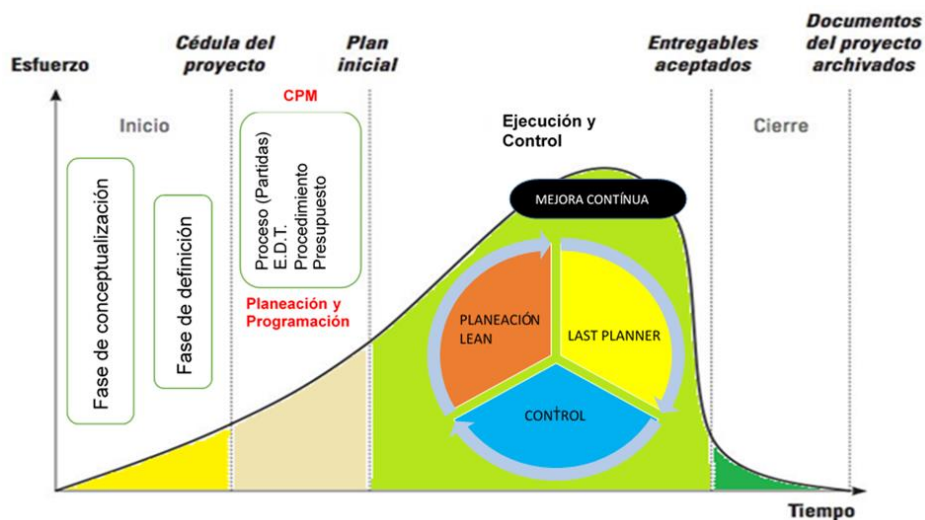 Documentos
del proyecto
archivados
Cédula del
proyecto
Plan
inicial
Entregables
aceptados
Esfuerzo
CPM
Inicio
Ejecución y
Control
Cierre
Fase de conceptualización
Fase de definición
Proceso (Partidas)
E.D.T.
Procedimiento
Presupuesto
MEJORA CONTÍNUA
Planeación y
Programación
PLANEACIÓN
LEAN
LAST PLANNER
CONTROL
Tiempo